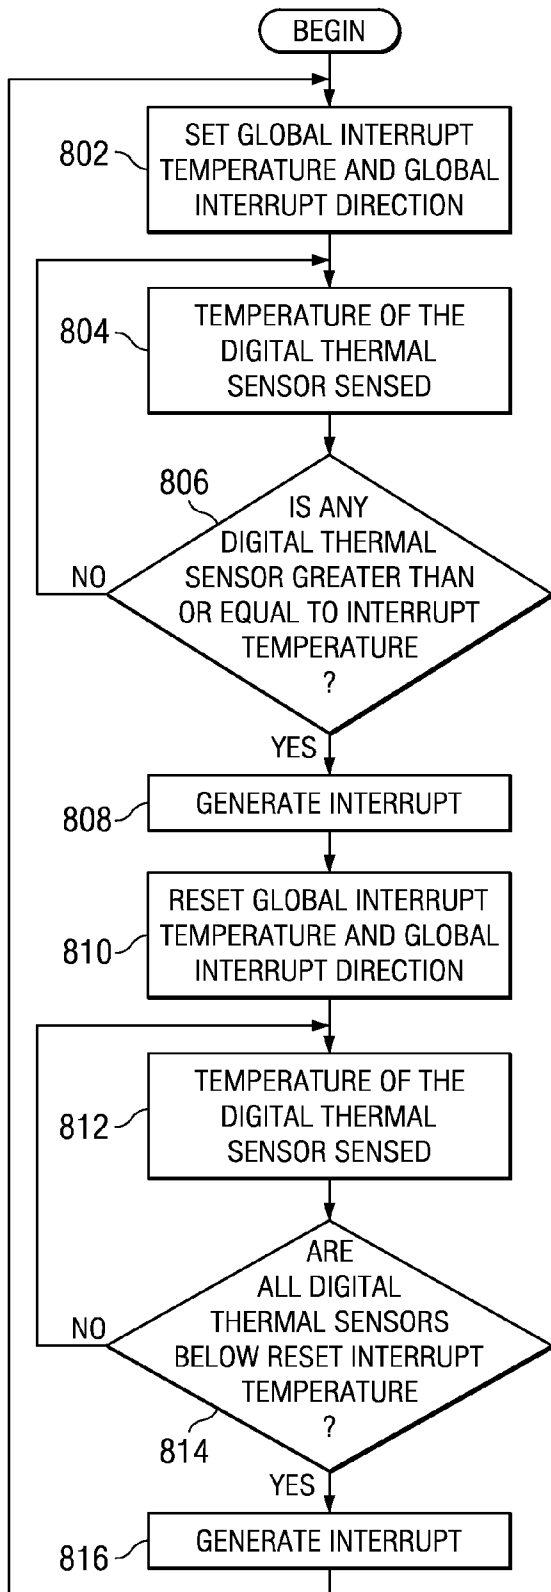 BEGIN
802
SET GLOBAL INTERRUPT
TEMPERATURE AND GLOBAL
INTERRUPT DIRECTION
804
TEMPERATURE OF THE
DIGITAL THERMAL
SENSOR SENSED
806
IS ANY
DIGITAL THERMAL
SENSOR GREATER THAN
OR EQUAL TO INTERRUPT
TEMPERATURE
?
NO
YES
808
GENERATE INTERRUPT
810
RESET GLOBAL INTERRUPT
TEMPERATURE AND GLOBAL
INTERRUPT DIRECTION
812
TEMPERATURE OF THE
DIGITAL THERMAL
SENSOR SENSED
ARE
ALL DIGITAL
THERMAL SENSORS
BELOW RESET INTERRUPT
TEMPERATURE
?
NO
814
YES
816
GENERATE INTERRUPT